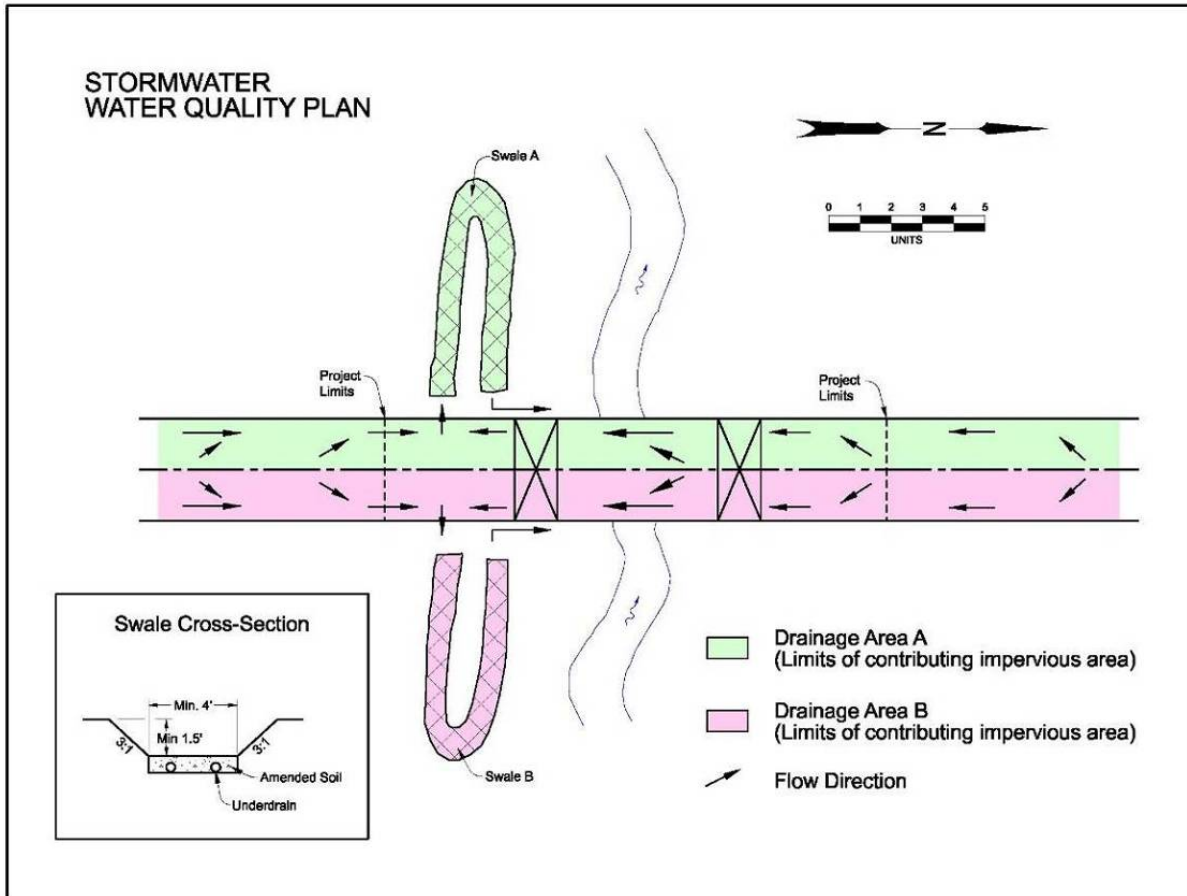 STORMWATER
WATER QUALITY PLAN
Swale A
N
0 1 2 3 4 5
UNITS
Project
Limits
Project
Limits
Swale Cross-Section
Min. 4'
Min 1.5'
3:1
3:1
Amended Soil
Underdrain
Swale B
Drainage Area A
(Limits of contributing impervious area)
Drainage Area B
(Limits of contributing impervious area)
Flow Direction